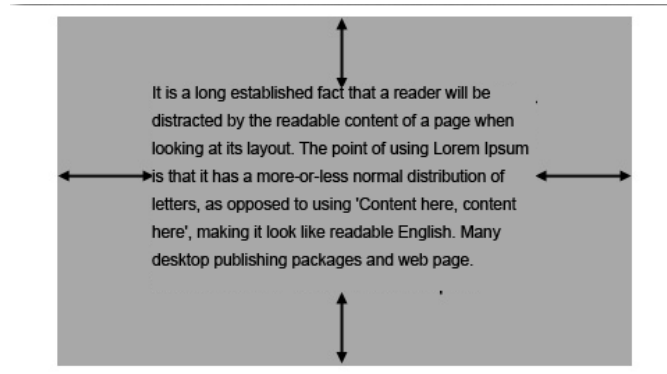 It is a long established fact that a reader will be
distracted by the readable content of a page when
looking at its layout. The point of using Lorem Ipsum
is that it has a more-or-less normal distribution of
letters, as opposed to using 'Content here, content
here', making it look like readable English. Many
desktop publishing packages and web page.